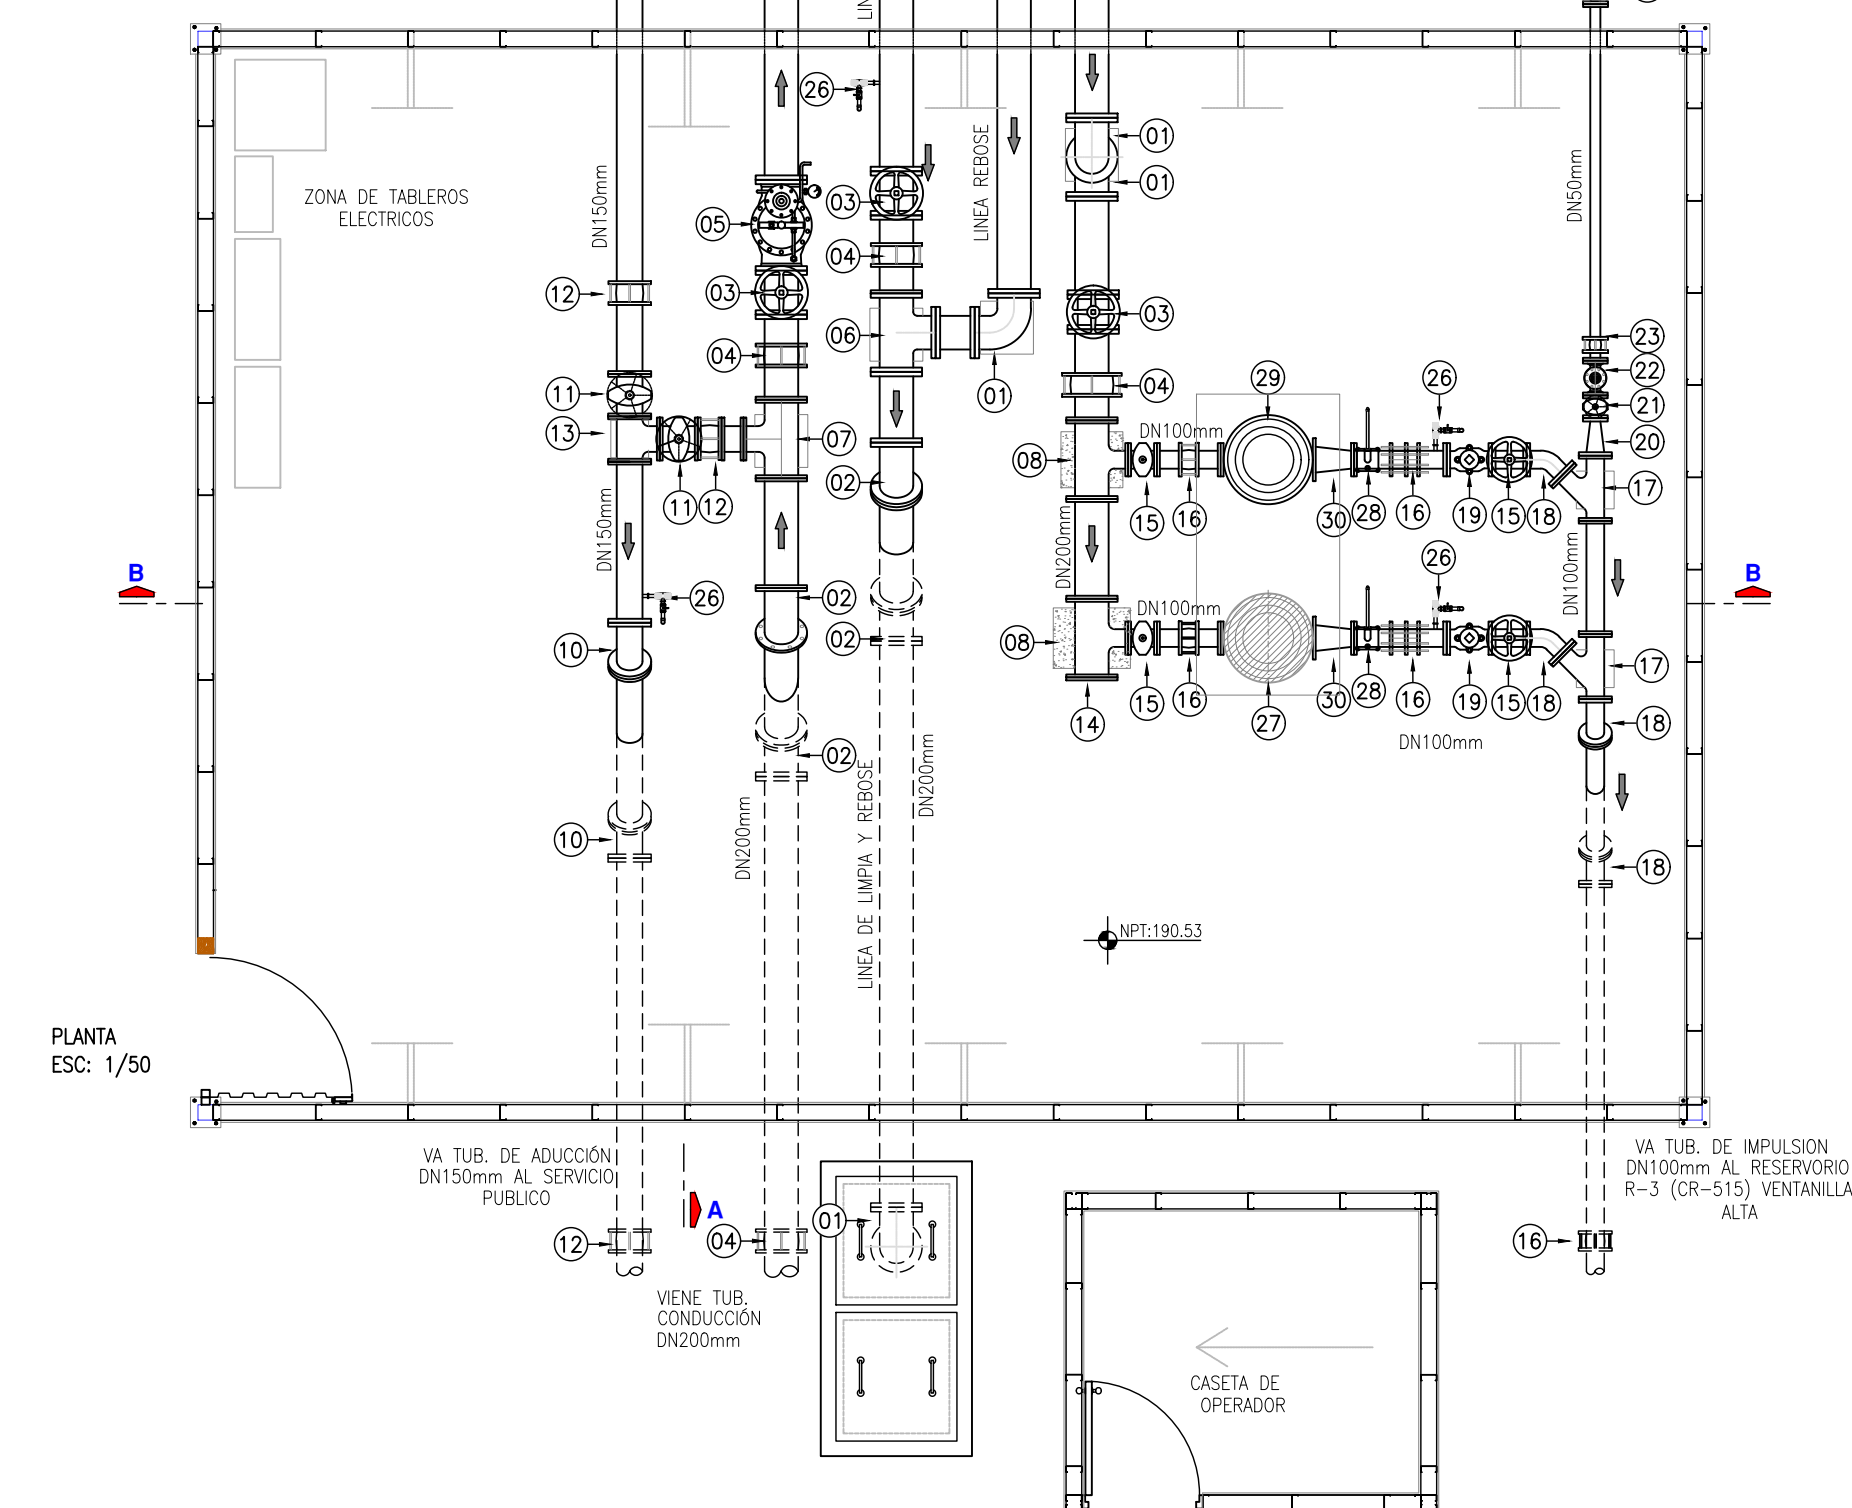 LIN
26
01
01
DN150mm
LINEA REBOSE
DN50mm
ZONA DE TABLEROS
ELECTRICOS
05
03
04
12
03
06
03
04
01
04
11
13
07
11
12
02
08
DN100mm
29
26
23
22
21
20
17
15
16
30
28
16
19
15
18
DN150mm
DN200mm
DN100mm
B
B
26
02
02
10
08
DN100mm
26
17
14
15
16
27
30
28
16
19
15
18
18
DN100mm
02
10
DN200mm
LINEA DE LIMPIA Y REBOSE
DN200mm
18
NPT:190.53
PLANTA
ESC: 1/50
VA TUB. DE ADUCCIÓN
DN150mm AL SERVICIO
PUBLICO
A
12
04
01
VIENE TUB.
CONDUCCIÓN
DN200mm
VA TUB. DE IMPULSION
DN100mm AL RESERVORIO
R-3 (CR-515) VENTANILLA
ALTA
16
CASETA DE
OPERADOR